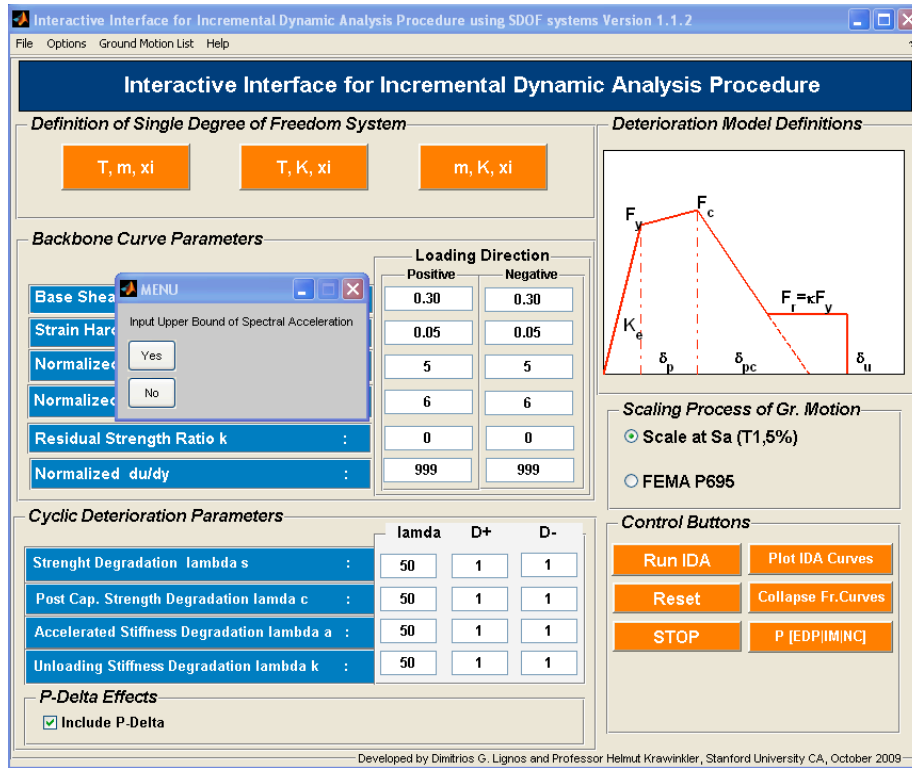 Interactive Interface for Incremental Dynamic Analysis Procedure using SDOF systems Version 1.1.2
File Options Ground Motion List Help
Interactive Interface for Incremental Dynamic Analysis Procedure
Definition of Single Degree of Freedom System
T, m, xi
T, K, xi
m, K, xi
Backbone Curve Parameters
Loading Direction
Positive Negative
Base Shea 0.30 0.30
Strain Hard 0.05 0.05
Normalized 5 5
Normalized 6 6
Residual Strength Ratio k : 0 0
Normalized du/dy : 999 999
MENU
Input Upper Bound of Spectral Acceleration
Yes
No
Cyclic Deterioration Parameters
lamda D+ D-
Strenght Degradation lambda s : 50 1 1
Post Cap. Strength Degradation lamda c : 50 1 1
Accelerated Stiffness Degradation lambda a : 50 1 1
Unloading Stiffness Degradation lambda k : 50 1 1
P-Delta Effects
Include P-Delta
Deterioration Model Definitions
F_y
F_c
F_r=κF_y
K_e
δ_p
δ_pc
δ_u
Scaling Process of Gr. Motion
Scale at Sa (T1,5%)
FEMA P695
Control Buttons
Run IDA
Plot IDA Curves
Reset
Collapse Fr.Curves
STOP
P [EDP|IM|NC]
Developed by Dimitrios G. Lignos and Professor Helmut Krawinkler, Stanford University CA, October 2009